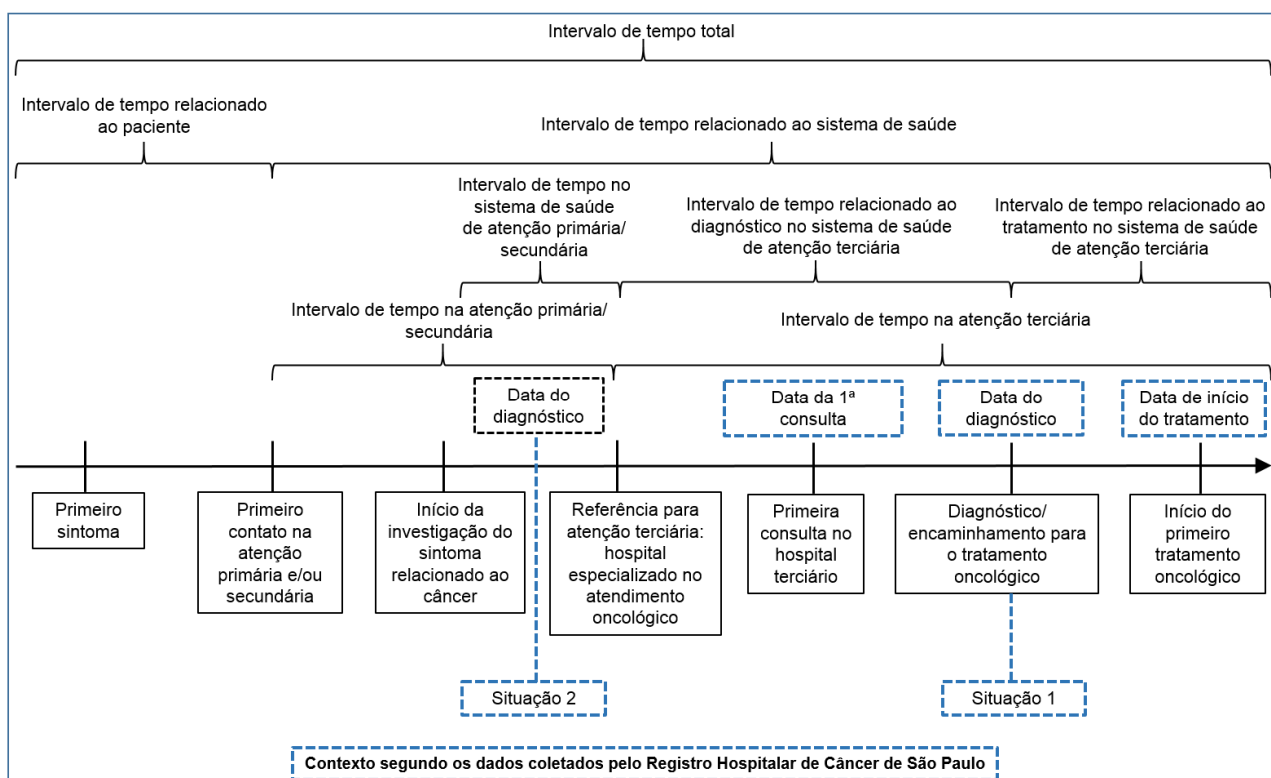 Intervalo de tempo total
Intervalo de tempo relacionado
ao paciente
Intervalo de tempo relacionado ao sistema de saúde
Intervalo de tempo no
sistema de saúde
de atenção primária/
secundária
Intervalo de tempo relacionado ao
diagnóstico no sistema de saúde
de atenção terciária
Intervalo de tempo relacionado ao
tratamento no sistema de saúde
de atenção terciária
Intervalo de tempo na atenção primária/
secundária
Intervalo de tempo na atenção terciária
Data do
diagnóstico
Data da 1ª
consulta
Data do
diagnóstico
Data de início
do tratamento
Primeiro
sintoma
Primeiro
contato na
atenção
primária e/ou
secundária
Início da
investigação do
sintoma
relacionado ao
câncer
Referência para
atenção terciária:
hospital
especializado no
atendimento
oncológico
Primeira
consulta no
hospital
terciário
Diagnóstico/
encaminhamento para
o tratamento
oncológico
Início do
primeiro
tratamento
oncológico
Situação 2
Situação 1
Contexto segundo os dados coletados pelo Registro Hospitalar de Câncer de São Paulo